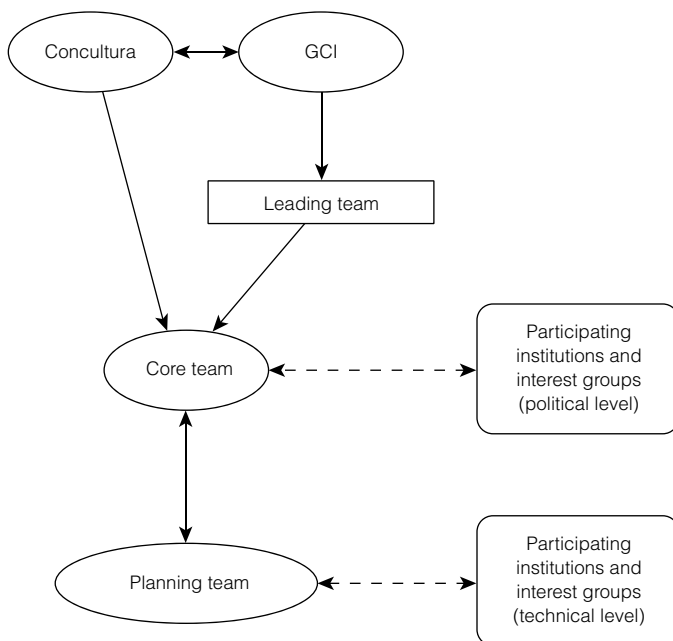 Concultura
GCI
Leading team
Core team
Participating
institutions and
interest groups
(political level)
Planning team
Participating
institutions and
interest groups
(technical level)